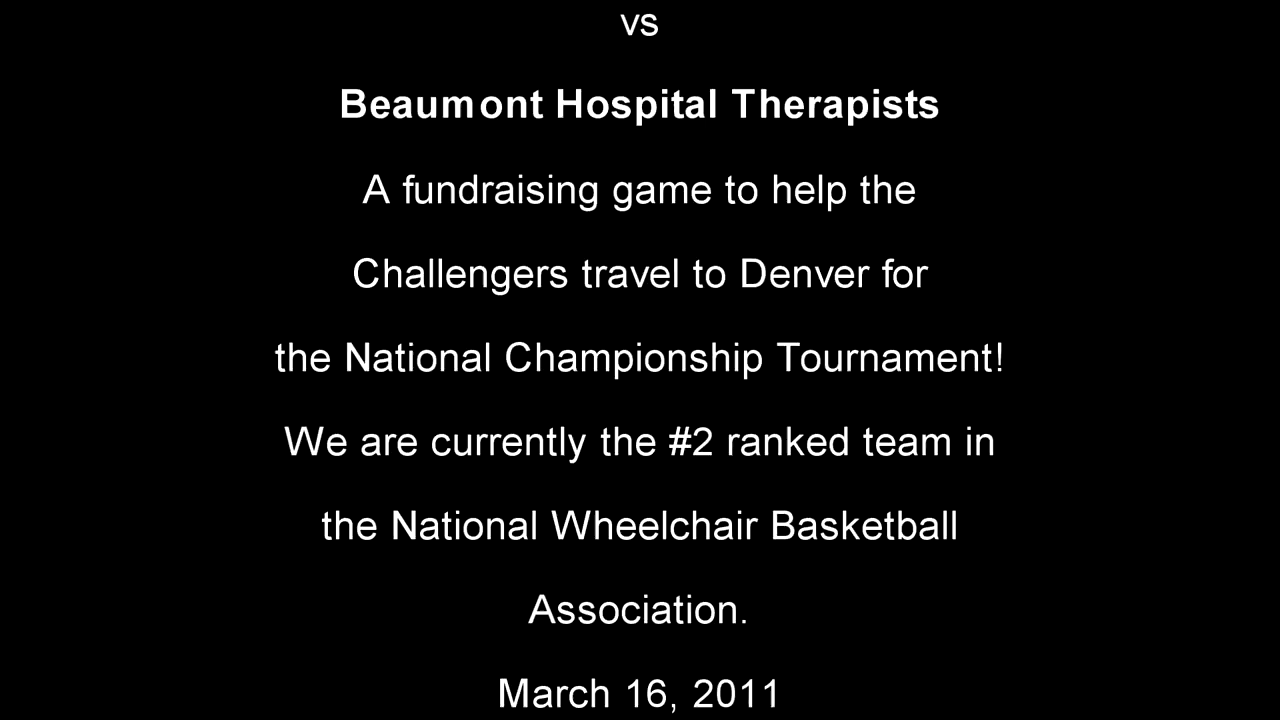 vs
Beaumont Hospital Therapists
A fundraising game to help the
Challengers travel to Denver for
the National Championship Tournament!
We are currently the #2 ranked team in
the National Wheelchair Basketball
Association.
March 16, 2011